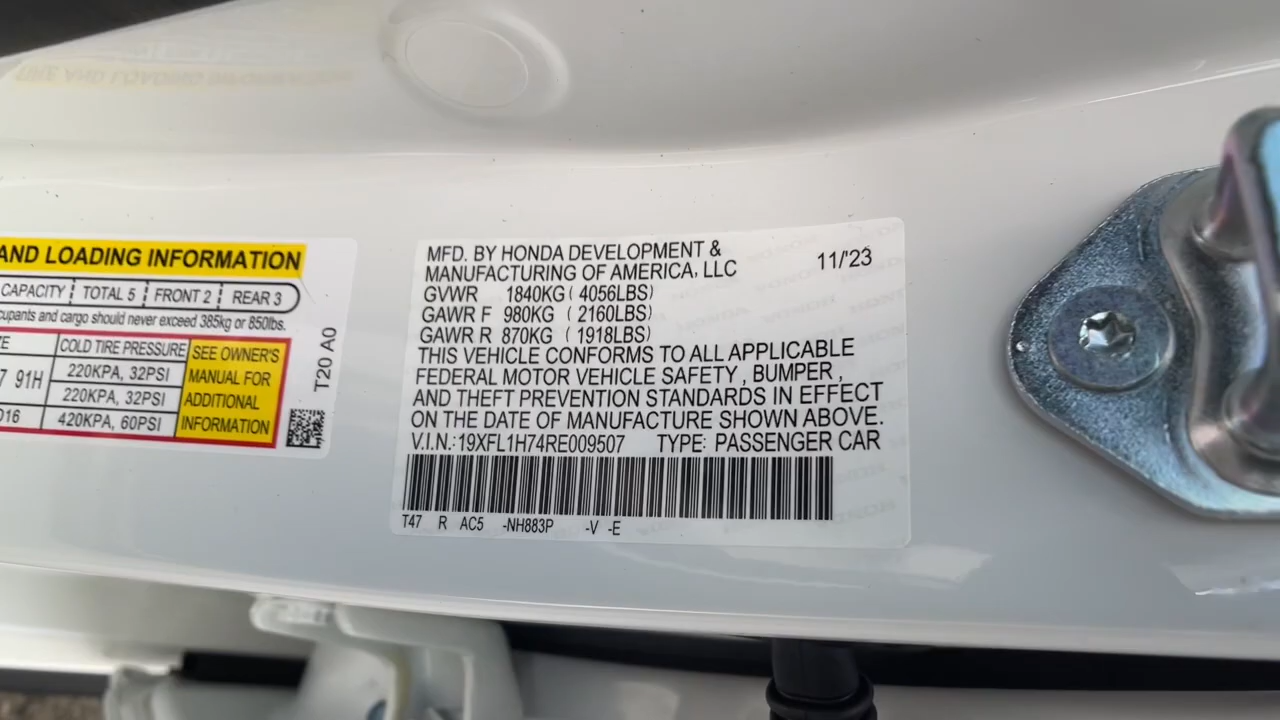 AND LOADING INFORMATION
CAPACITY TOTAL 5 FRONT 2 REAR 3
cupants and cargo should never exceed 385kg or 850lbs.
ZE COLD TIRE PRESSURE SEE OWNER'S MANUAL FOR ADDITIONAL INFORMATION
7 91H 220KPA, 32PSI
220KPA, 32PSI
D16 420KPA, 60PSI
T20 A0
MFD. BY HONDA DEVELOPMENT &
MANUFACTURING OF AMERICA, LLC 11/'23
GVWR 1840KG ( 4056LBS)
GAWR F 980KG ( 2160LBS)
GAWR R 870KG ( 1918LBS)
THIS VEHICLE CONFORMS TO ALL APPLICABLE
FEDERAL MOTOR VEHICLE SAFETY , BUMPER ,
AND THEFT PREVENTION STANDARDS IN EFFECT
ON THE DATE OF MANUFACTURE SHOWN ABOVE.
V.I.N.:19XFL1H74RE009507 TYPE: PASSENGER CAR
T47 R AC5 -NH883P -V -E